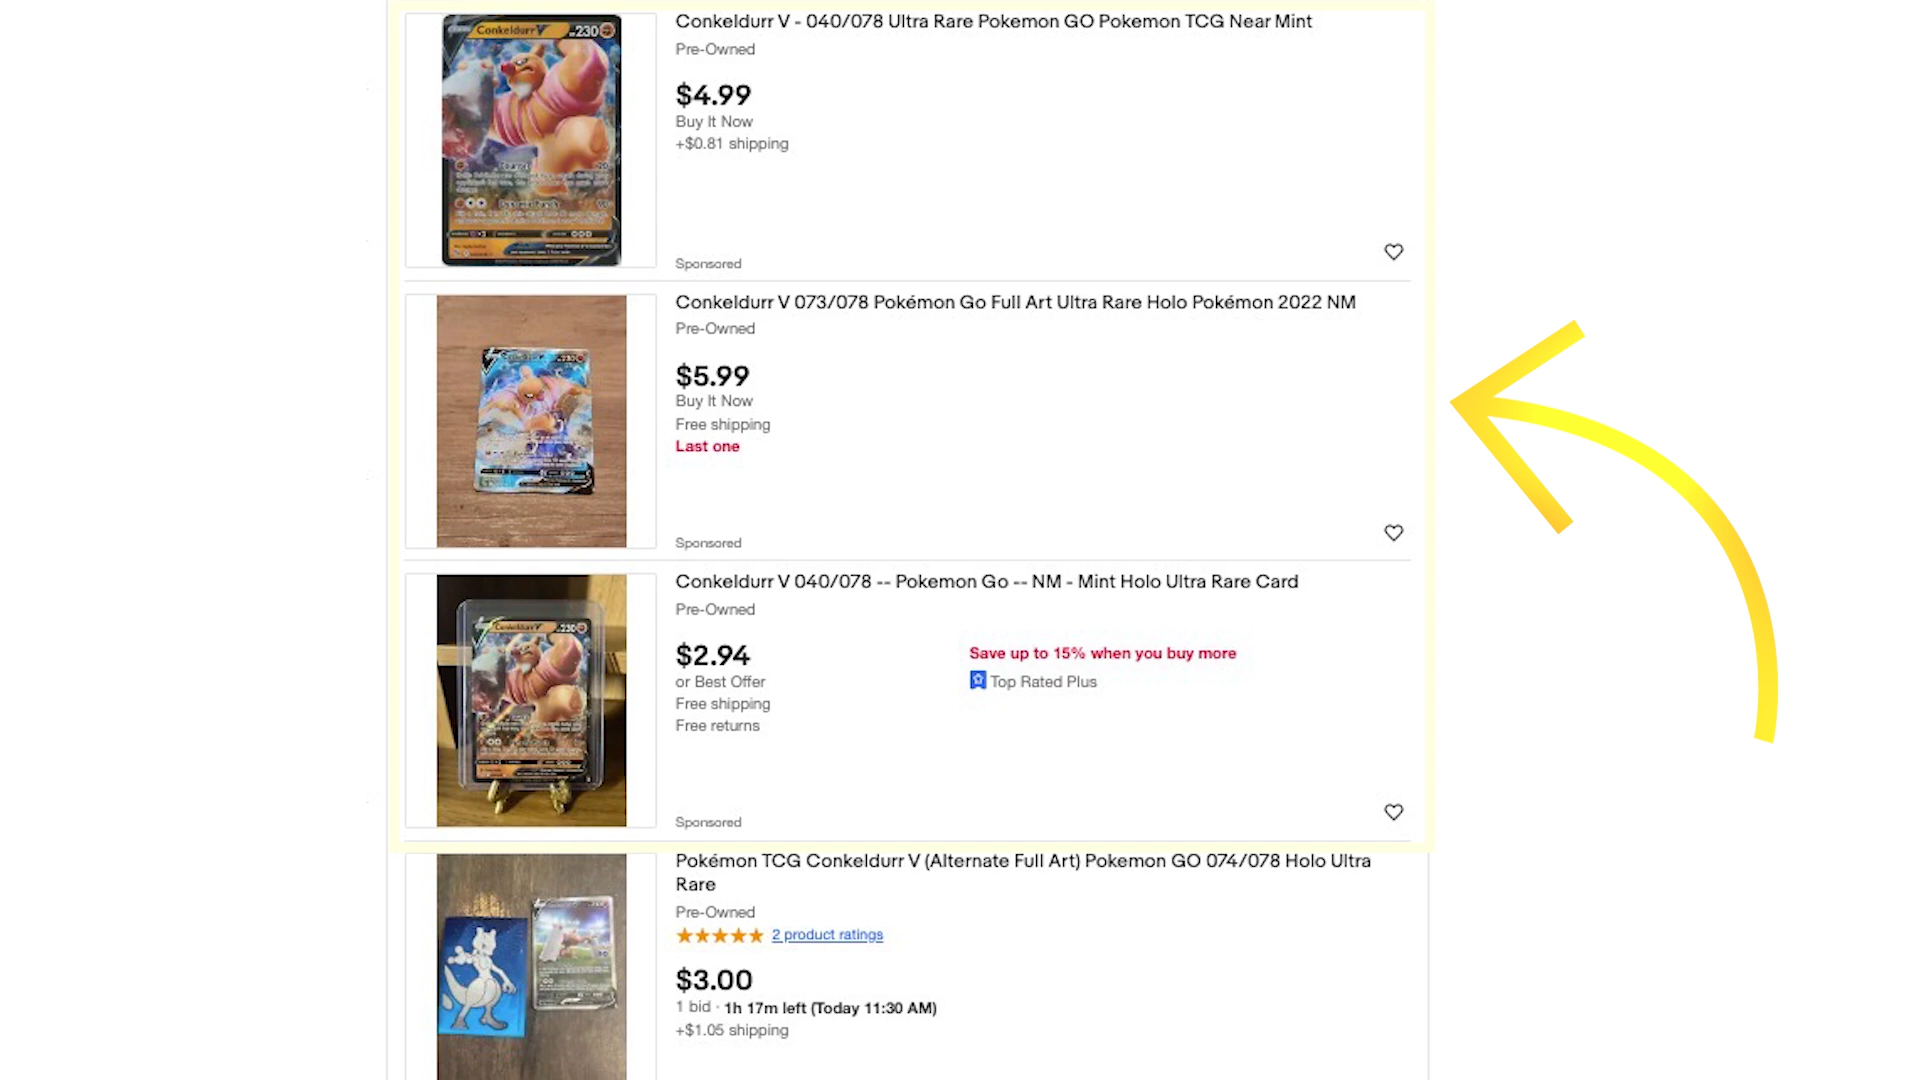 Conkeldurr V
230
Conkeldurr V - 040/078 Ultra Rare Pokemon GO Pokemon TCG Near Mint
Pre-Owned
$4.99
Buy It Now
+$0.81 shipping
Sponsored
Conkeldurr V 073/078 Pokémon Go Full Art Ultra Rare Holo Pokémon 2022 NM
Pre-Owned
$5.99
Buy It Now
Free shipping
Last one
Sponsored
Conkeldurr V
230
Conkeldurr V 040/078 -- Pokemon Go -- NM - Mint Holo Ultra Rare Card
Pre-Owned
$2.94
or Best Offer
Free shipping
Free returns
Save up to 15% when you buy more
Top Rated Plus
Sponsored
Pokémon TCG Conkeldurr V (Alternate Full Art) Pokemon GO 074/078 Holo Ultra
Rare
Pre-Owned
2 product ratings
$3.00
1 bid · 1h 17m left (Today 11:30 AM)
+$1.05 shipping